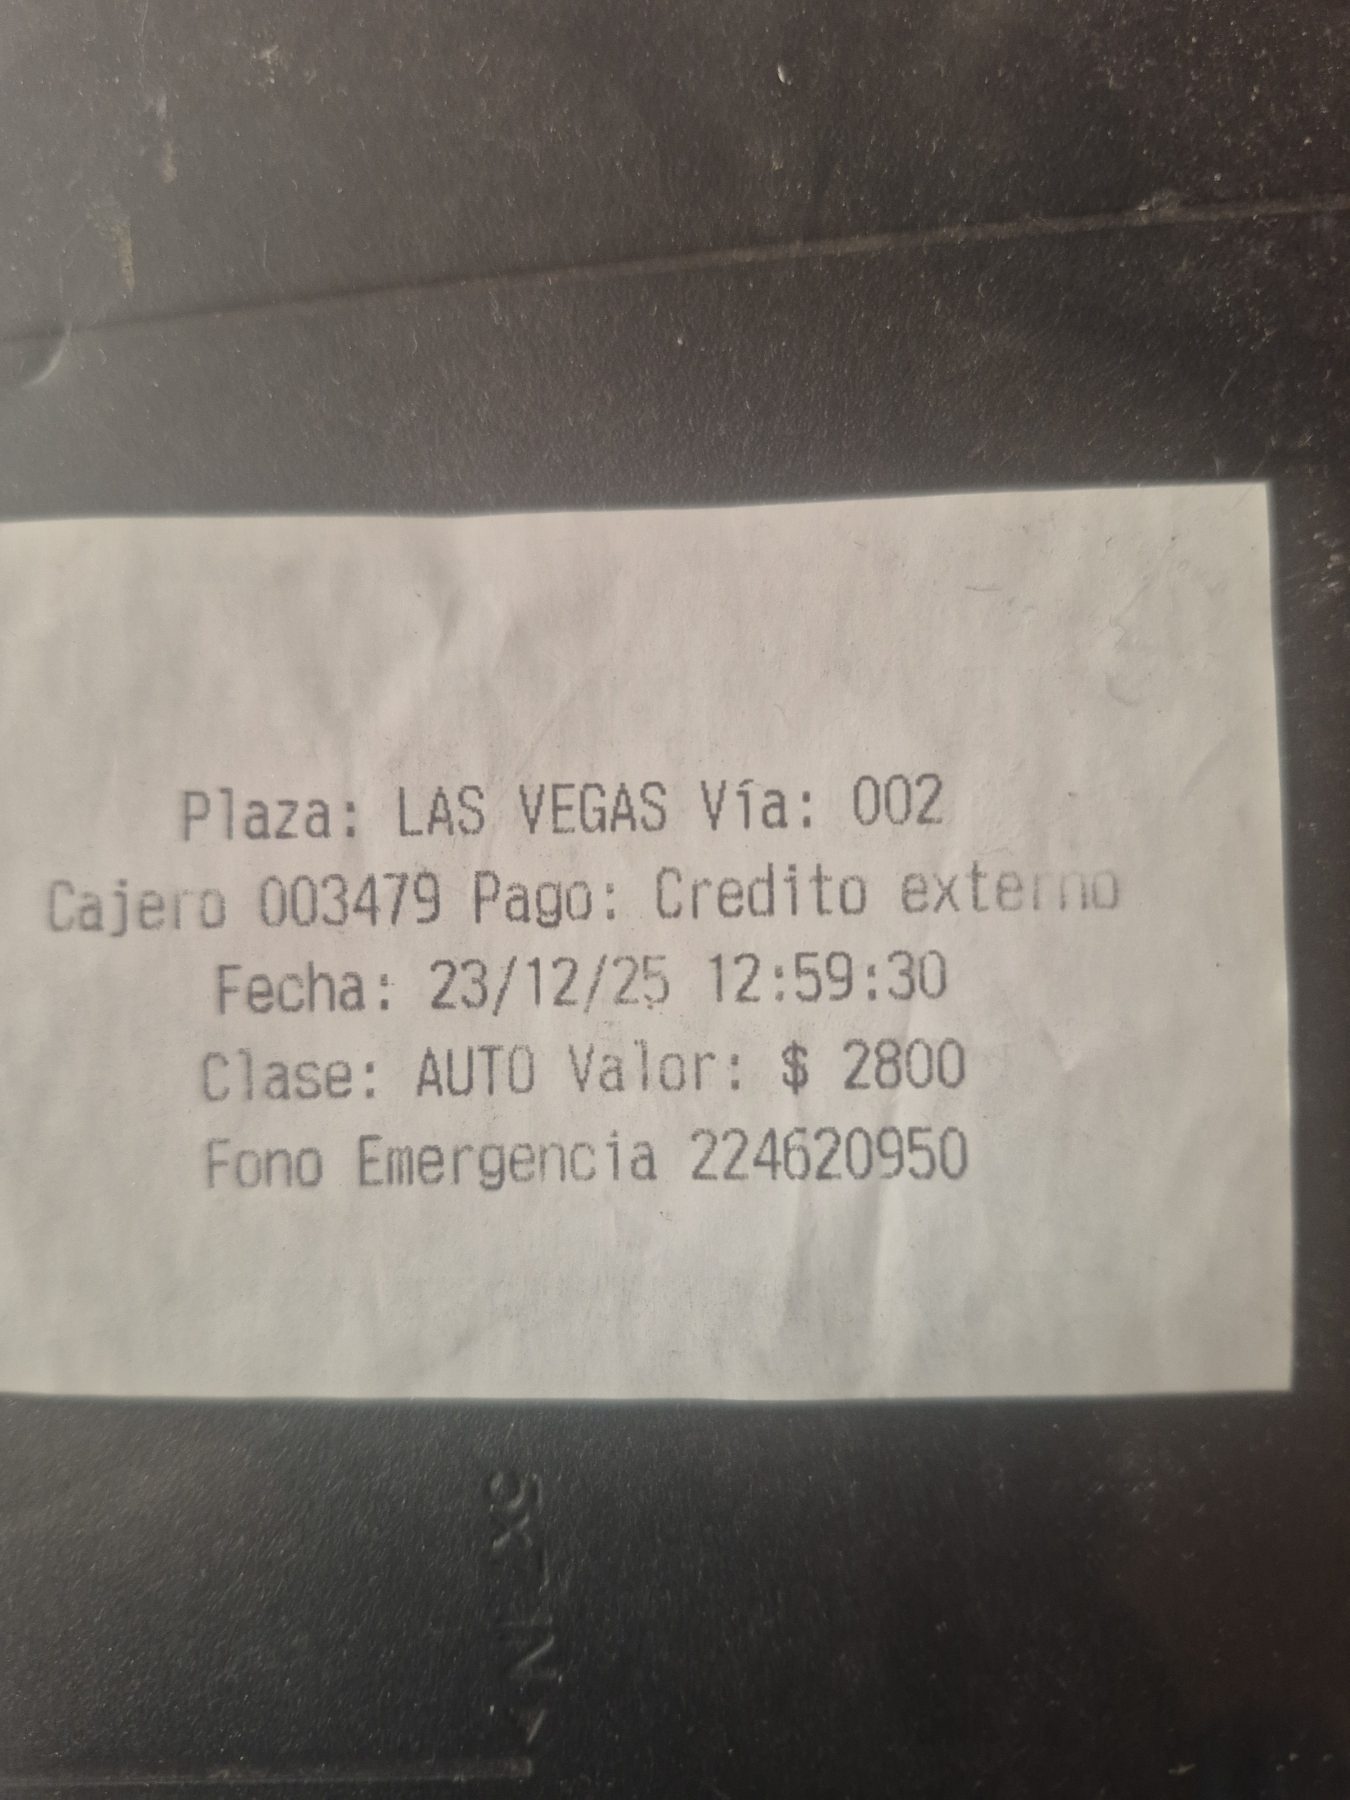 Plaza: LAS VEGAS Vía: 002
Cajero 003479 Pago: Credito externo
Fecha: 23/12/25 12:59:30
Clase: AUTO Valor: $ 2800
Fono Emergencia 224620950